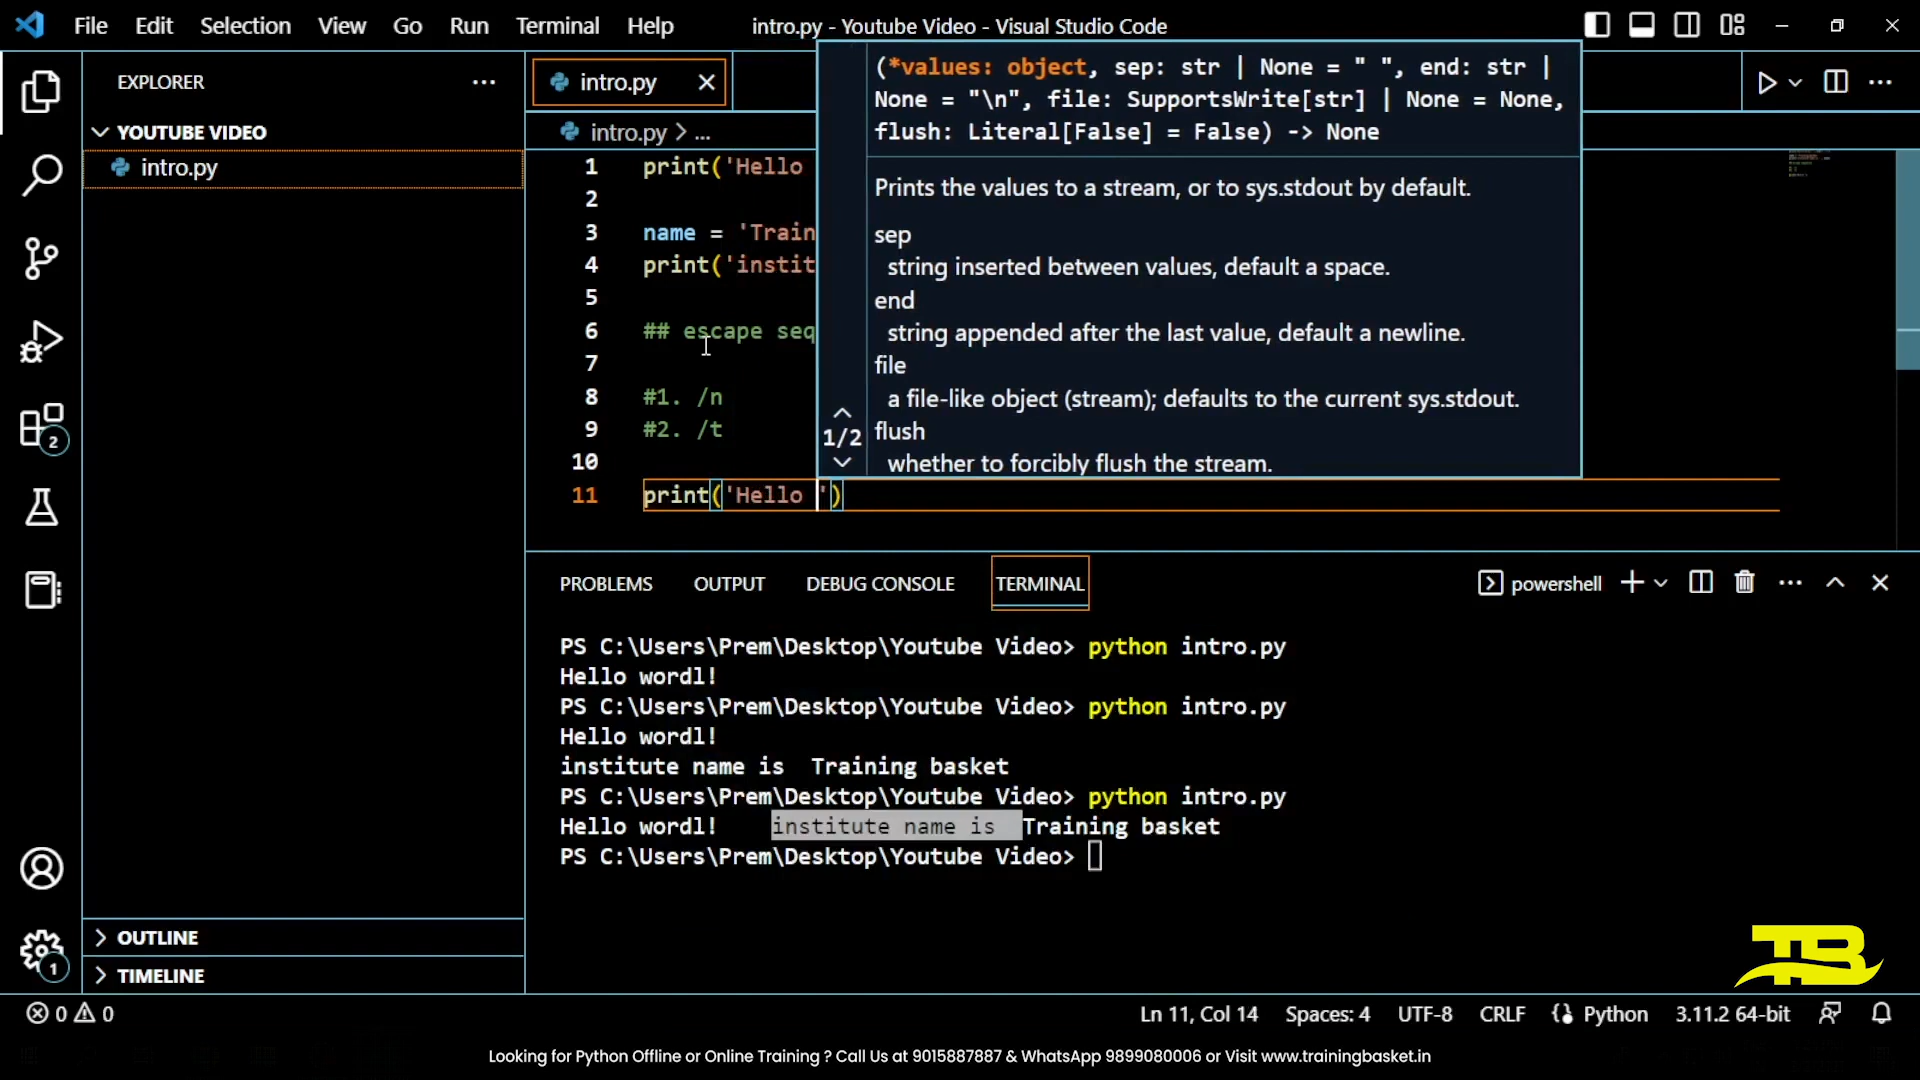 File Edit Selection View Go Run Terminal Help intro.py - Youtube Video - Visual Studio Code
EXPLORER
YOUTUBE VIDEO
intro.py
OUTLINE
TIMELINE
2
1
intro.py
intro.py > ...
1 print('Hello
2
3 name = 'Train
4 print('instit
5
6 ## escape seq
7
8 #1. /n
9 #2. /t
10
11 print('Hello ')
(*values: object, sep: str | None = " ", end: str |
None = "\n", file: SupportsWrite[str] | None = None,
flush: Literal[False] = False) -> None
Prints the values to a stream, or to sys.stdout by default.
sep
string inserted between values, default a space.
end
string appended after the last value, default a newline.
file
a file-like object (stream); defaults to the current sys.stdout.
1/2
flush
whether to forcibly flush the stream.
PROBLEMS OUTPUT DEBUG CONSOLE TERMINAL powershell
PS C:\Users\Prem\Desktop\Youtube Video> python intro.py
Hello wordl!
PS C:\Users\Prem\Desktop\Youtube Video> python intro.py
Hello wordl!
institute name is  Training basket
PS C:\Users\Prem\Desktop\Youtube Video> python intro.py
Hello wordl!    institute name is  Training basket
PS C:\Users\Prem\Desktop\Youtube Video>
TB
0 0 Ln 11, Col 14 Spaces: 4 UTF-8 CRLF Python 3.11.2 64-bit
Looking for Python Offline or Online Training ? Call Us at 9015887887 & WhatsApp 9899080006 or Visit www.trainingbasket.in